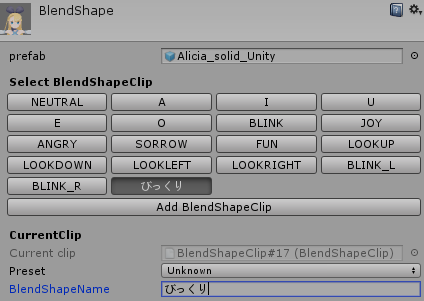 BlendShape
prefab Alicia_solid_Unity
Select BlendShapeClip
NEUTRAL A I U
E O BLINK JOY
ANGRY SORROW FUN LOOKUP
LOOKDOWN LOOKLEFT LOOKRIGHT BLINK_L
BLINK_R びっくり
Add BlendShapeClip
CurrentClip
Current clip BlendShapeClip#17 (BlendShapeClip)
Preset Unknown
BlendShapeName びっくり